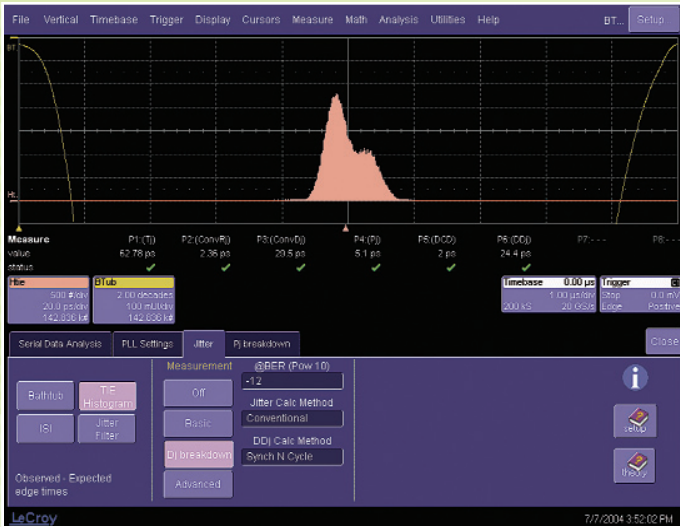 File Vertical Timebase Trigger Display Cursors Measure Math Analysis Utilities Help BT... Setup
BT.
Ht..
Measure P1:(Tj) P2:(ConvRj) P3:(ConvDj) P4:(Pj) P5:(DCD) P6:(DDj) P7:- - - P8:- -
value 62.78 ps 2.36 ps 29.5 ps 5.1 ps 2 ps 24.4 ps
status
Htie BTub Timebase 0.00 µs Trigger
500 #/div 2.00 decades 1.00 µs/div Stop 0.0 mV
20.0 ps/div 100 mUI/div 200 kS 20 GS/s Edge Positive
142.836 k# 142.836 k#
Serial Data Analysis PLL Settings Jitter Pj breakdown Close
Measurement @BER (Pow 10)
Bathtub TIE Histogram Off -12
Jitter Calc Method
ISI Jitter Filter Basic Conventional
DDj Calc Method
Dj breakdown Synch N Cycle
Observed - Expected edge times Advanced
setup
theory
LeCroy 7/7/2004 3:52:02 PM